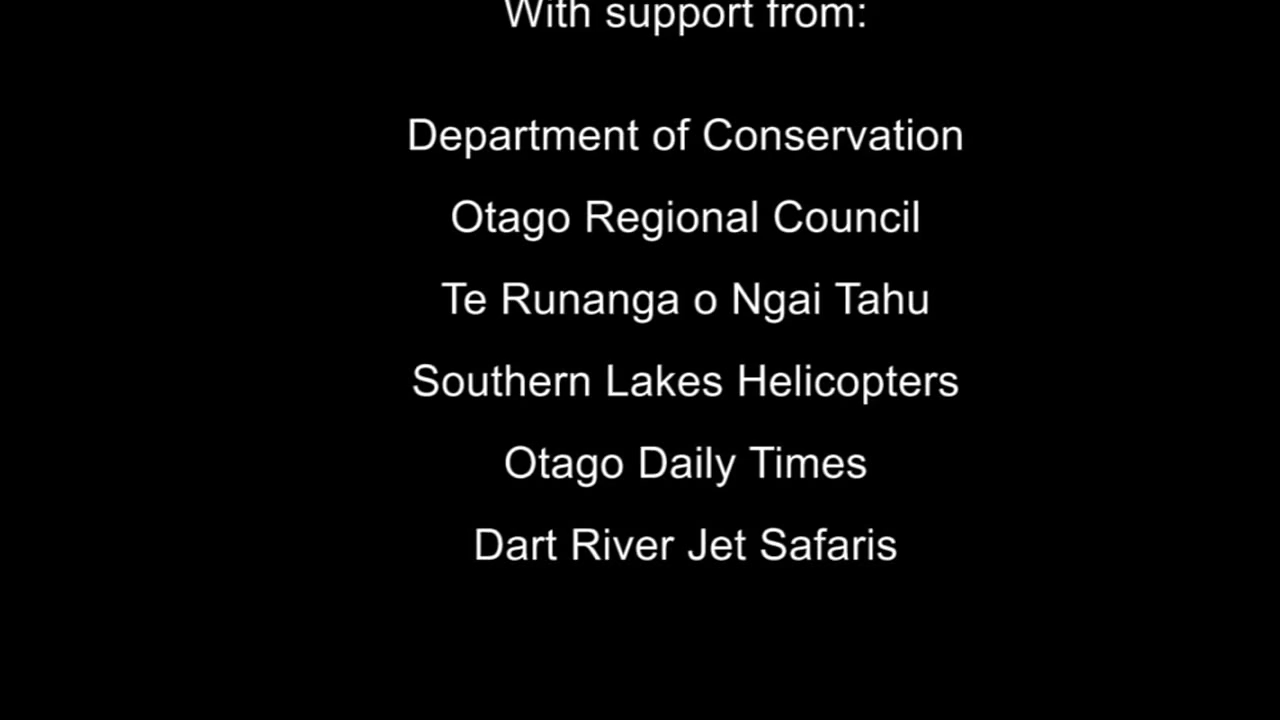 With support from:
Department of Conservation
Otago Regional Council
Te Runanga o Ngai Tahu
Southern Lakes Helicopters
Otago Daily Times
Dart River Jet Safaris